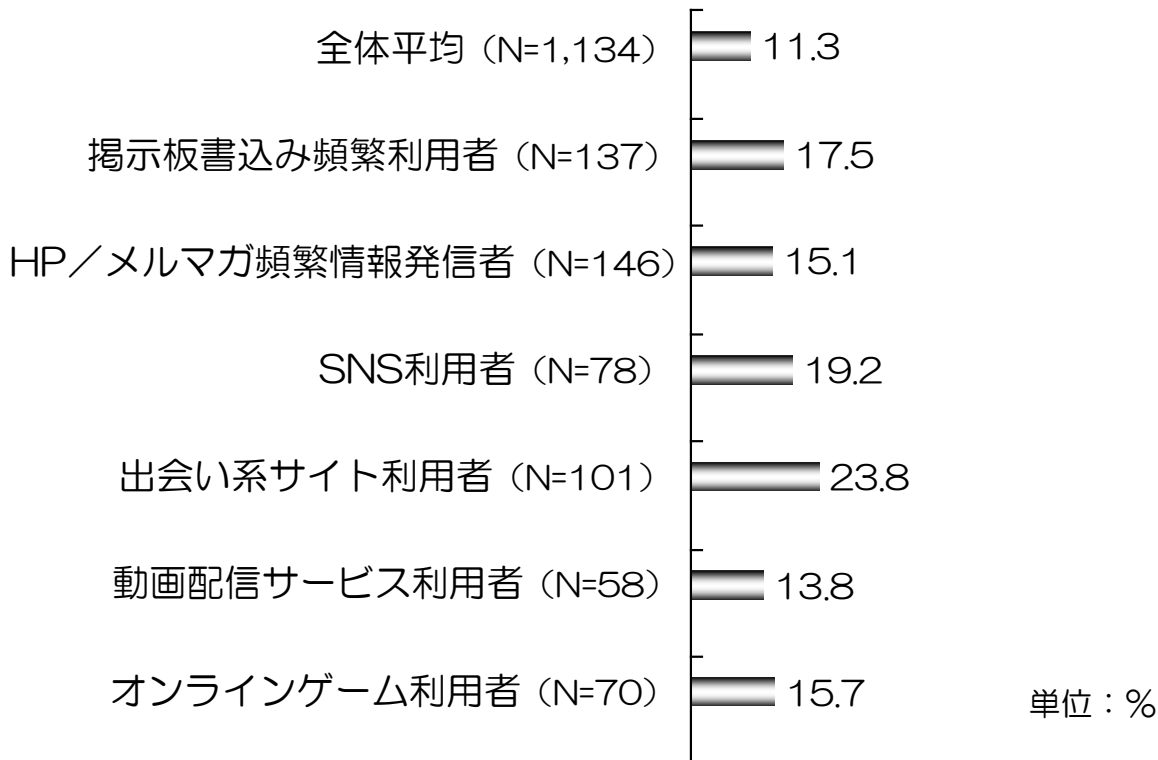 全体平均（N=1,134） 11.3
掲示板書込み頻繁利用者（N=137） 17.5
HP／メルマガ頻繁情報発信者（N=146） 15.1
SNS利用者（N=78） 19.2
出会い系サイト利用者（N=101） 23.8
動画配信サービス利用者（N=58） 13.8
オンラインゲーム利用者（N=70） 15.7
単位：％